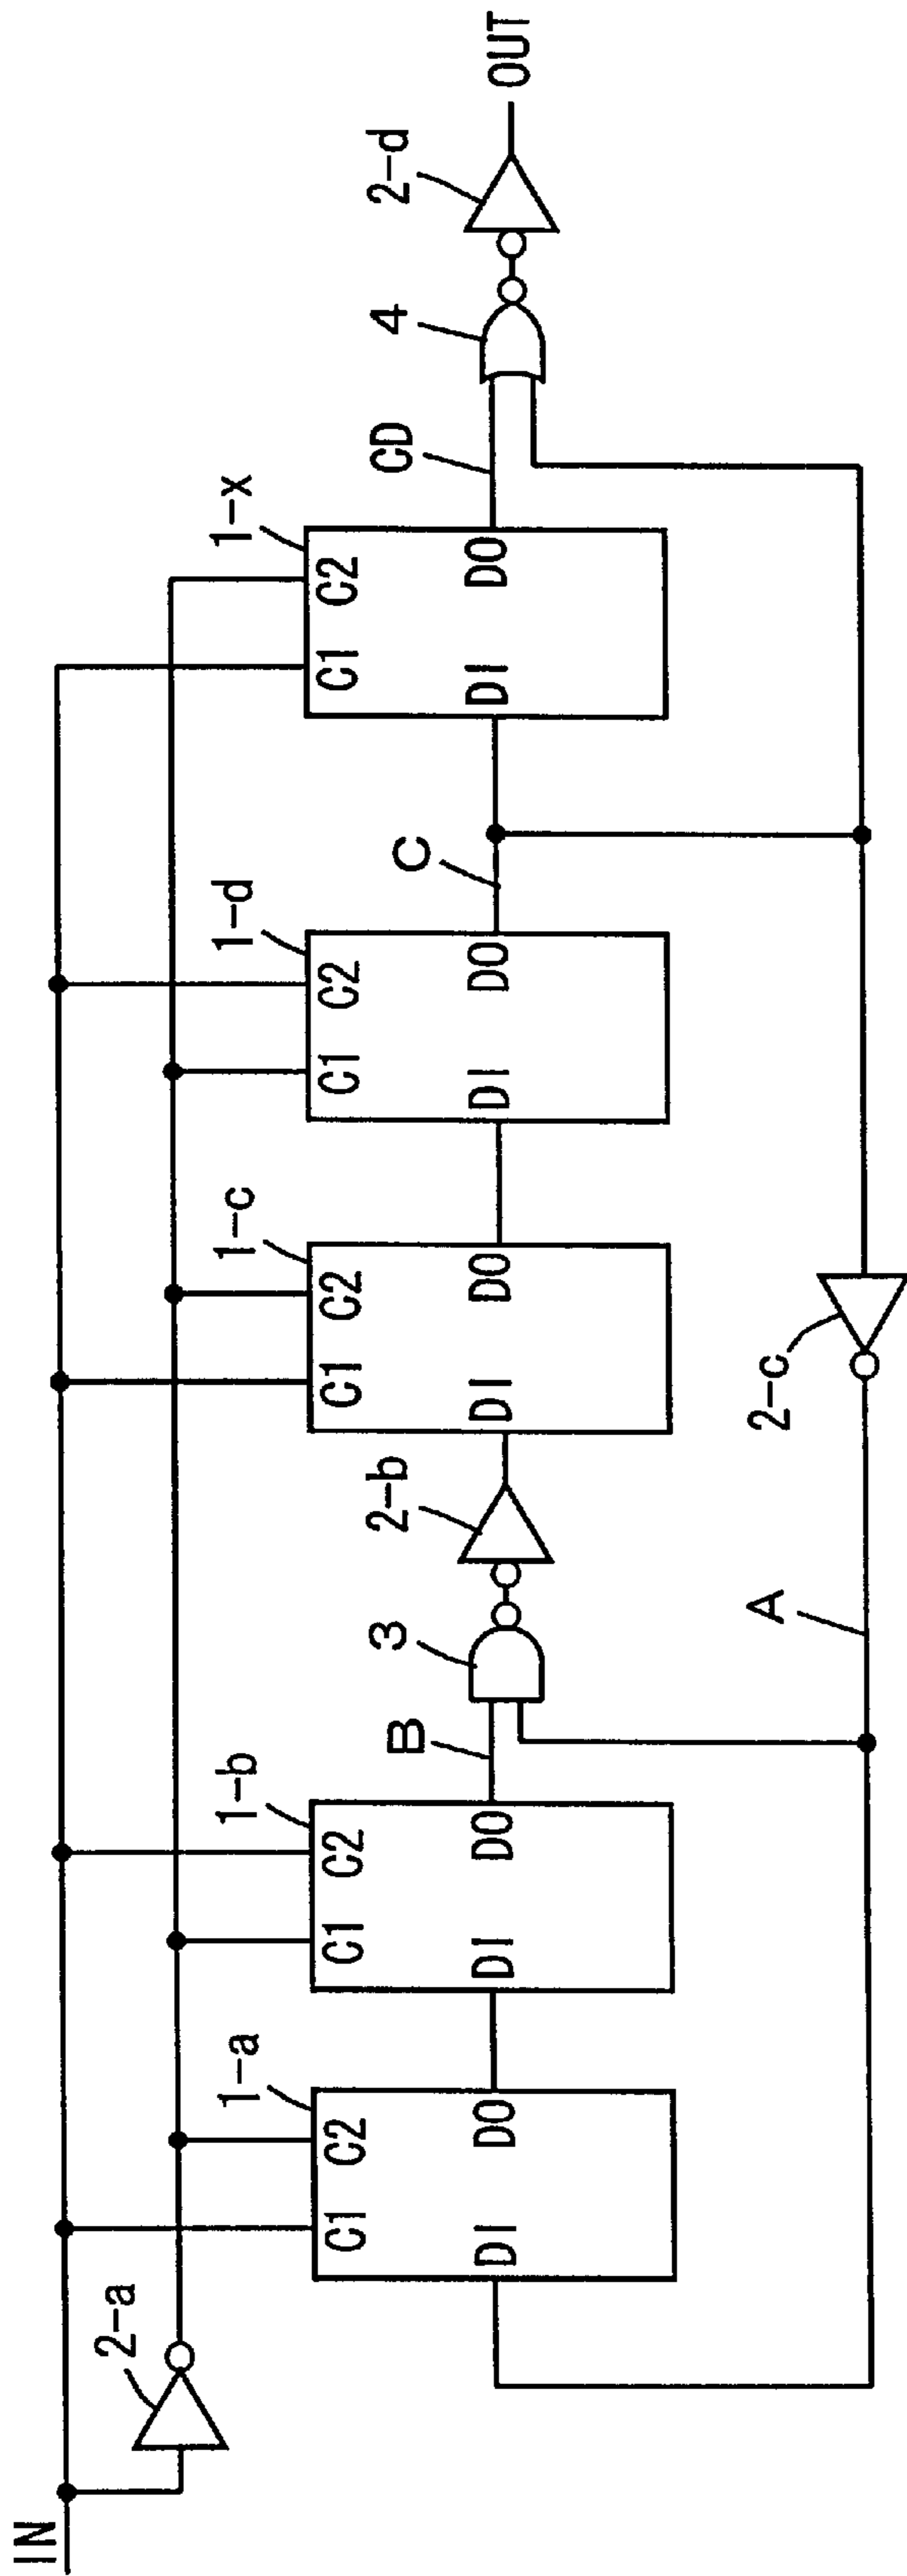 IN
2-a
1-a
C1 C2
DI DO
1-b
C1 C2
DI DO
B
3
2-b
1-c
C1 C2
DI DO
1-d
C1 C2
DI DO
C
1-x
C1 C2
DI DO
CD
4
2-d
OUT
A
2-c